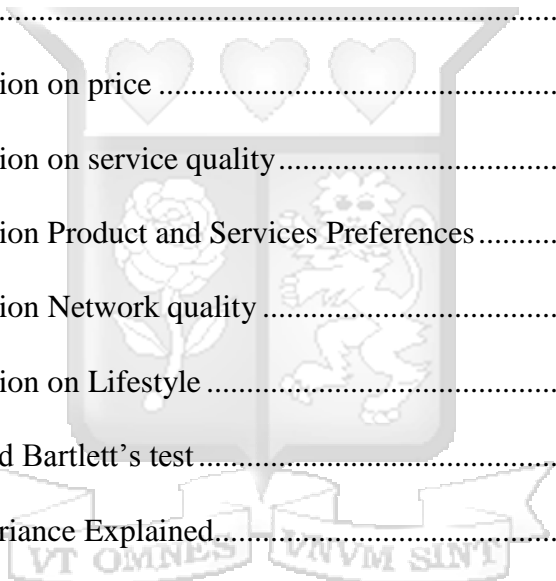 ................................................................
ion on price ..........................................................
ion on service quality.............................................
ion Product and Services Preferences...........
ion Network quality ..............................................
ion on Lifestyle ......................................................
d Bartlett’s test ........................................................
riance Explained.....................................................
VT OMNES VNVM SINT